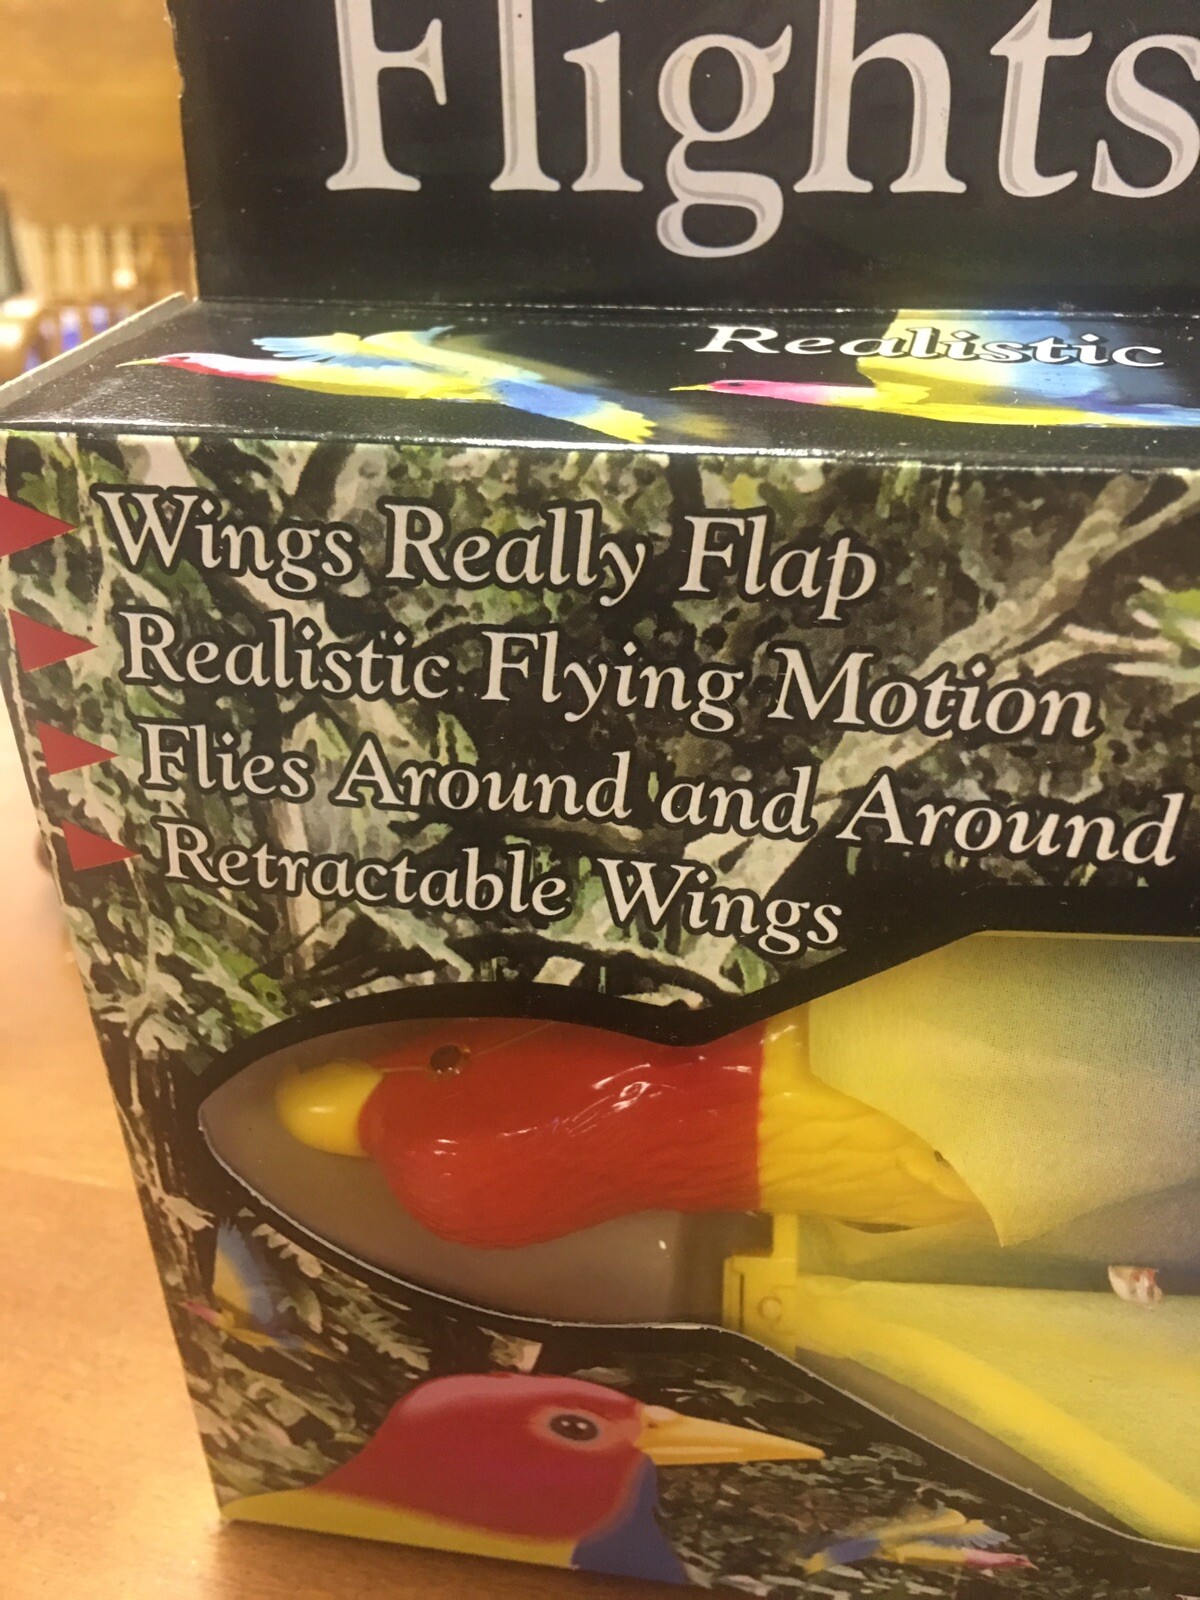 Flights
Realistic
Wings Really Flap
Realistic Flying Motion
Flies Around and Around
Retractable Wings